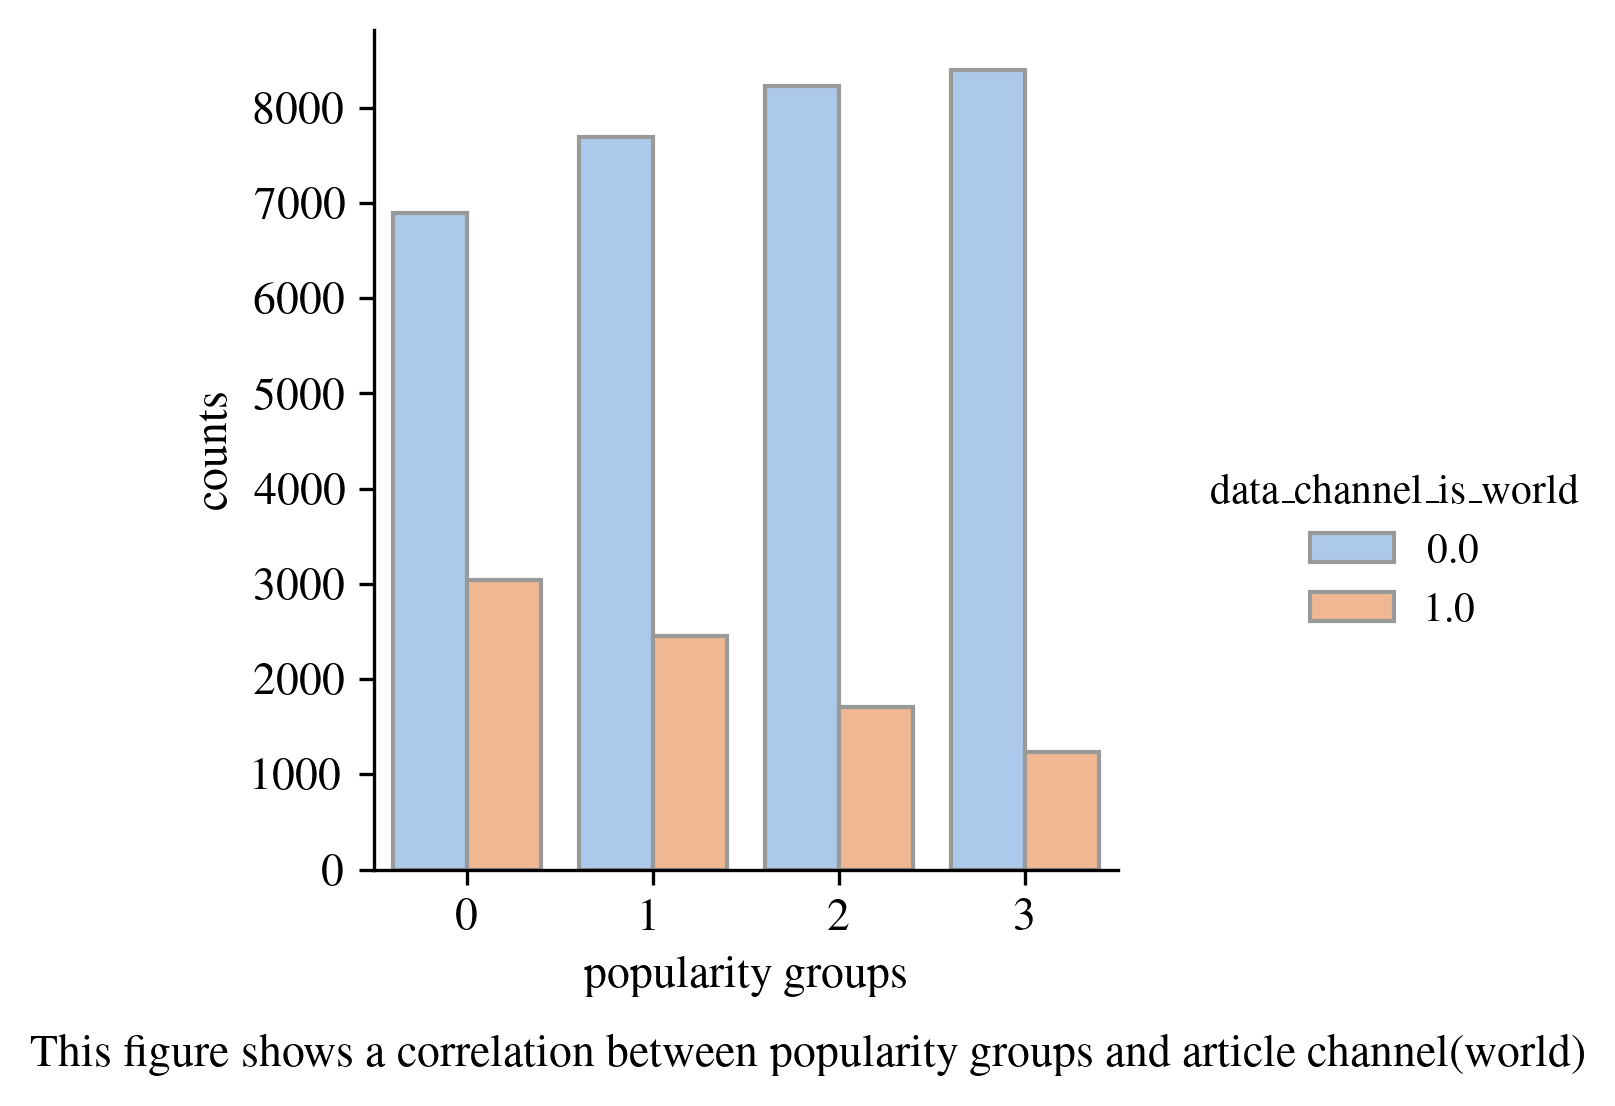 8000
7000
6000
5000
4000
3000
2000
1000
0
counts
0 1 2 3
popularity groups
data_channel_is_world
0.0
1.0
This figure shows a correlation between popularity groups and article channel(world)